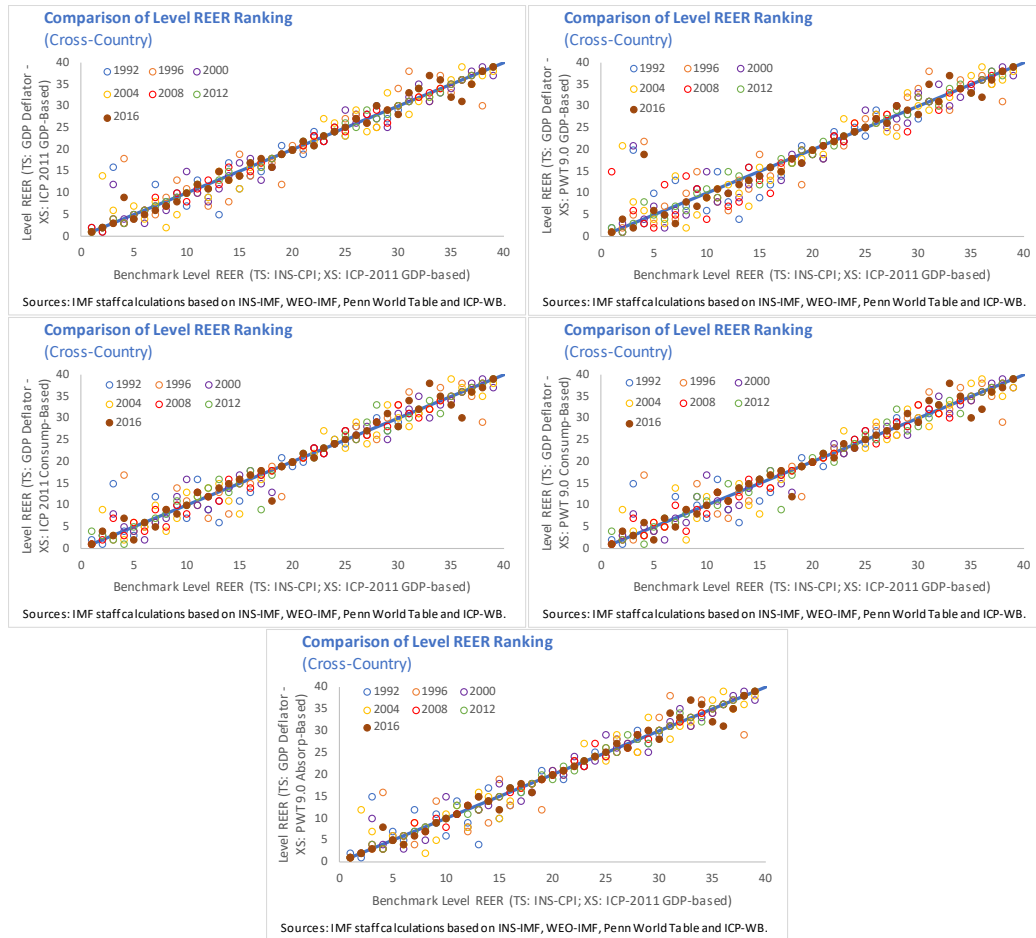 Comparison of Level REER Ranking
(Cross-Country)
Level REER (TS: GDP Deflator -
XS: ICP 2011 GDP-Based)
40
35
30
25
20
15
10
5
0
1992 1996 2000
2004 2008 2012
2016
0 5 10 15 20 25 30 35 40
Benchmark Level REER (TS: INS-CPI; XS: ICP-2011 GDP-based)
Sources: IMF staff calculations based on INS-IMF, WEO-IMF, Penn World Table and ICP-WB.
Comparison of Level REER Ranking
(Cross-Country)
Level REER (TS: GDP Deflator -
XS: PWT 9.0 GDP-Based)
40
35
30
25
20
15
10
5
0
1992 1996 2000
2004 2008 2012
2016
0 5 10 15 20 25 30 35 40
Benchmark Level REER (TS: INS-CPI; XS: ICP-2011 GDP-based)
Sources: IMF staff calculations based on INS-IMF, WEO-IMF, Penn World Table and ICP-WB.
Comparison of Level REER Ranking
(Cross-Country)
Level REER (TS: GDP Deflator -
XS: ICP 2011 Consump-Based)
40
35
30
25
20
15
10
5
0
1992 1996 2000
2004 2008 2012
2016
0 5 10 15 20 25 30 35 40
Benchmark Level REER (TS: INS-CPI; XS: ICP-2011 GDP-based)
Sources: IMF staff calculations based on INS-IMF, WEO-IMF, Penn World Table and ICP-WB.
Comparison of Level REER Ranking
(Cross-Country)
Level REER (TS: GDP Deflator -
XS: PWT 9.0 Consump-Based)
40
35
30
25
20
15
10
5
0
1992 1996 2000
2004 2008 2012
2016
0 5 10 15 20 25 30 35 40
Benchmark Level REER (TS: INS-CPI; XS: ICP-2011 GDP-based)
Sources: IMF staff calculations based on INS-IMF, WEO-IMF, Penn World Table and ICP-WB.
Comparison of Level REER Ranking
(Cross-Country)
Level REER (TS: GDP Deflator -
XS: PWT 9.0 Absorp-Based)
40
35
30
25
20
15
10
5
0
1992 1996 2000
2004 2008 2012
2016
0 5 10 15 20 25 30 35 40
Benchmark Level REER (TS: INS-CPI; XS: ICP-2011 GDP-based)
Sources: IMF staff calculations based on INS-IMF, WEO-IMF, Penn World Table and ICP-WB.